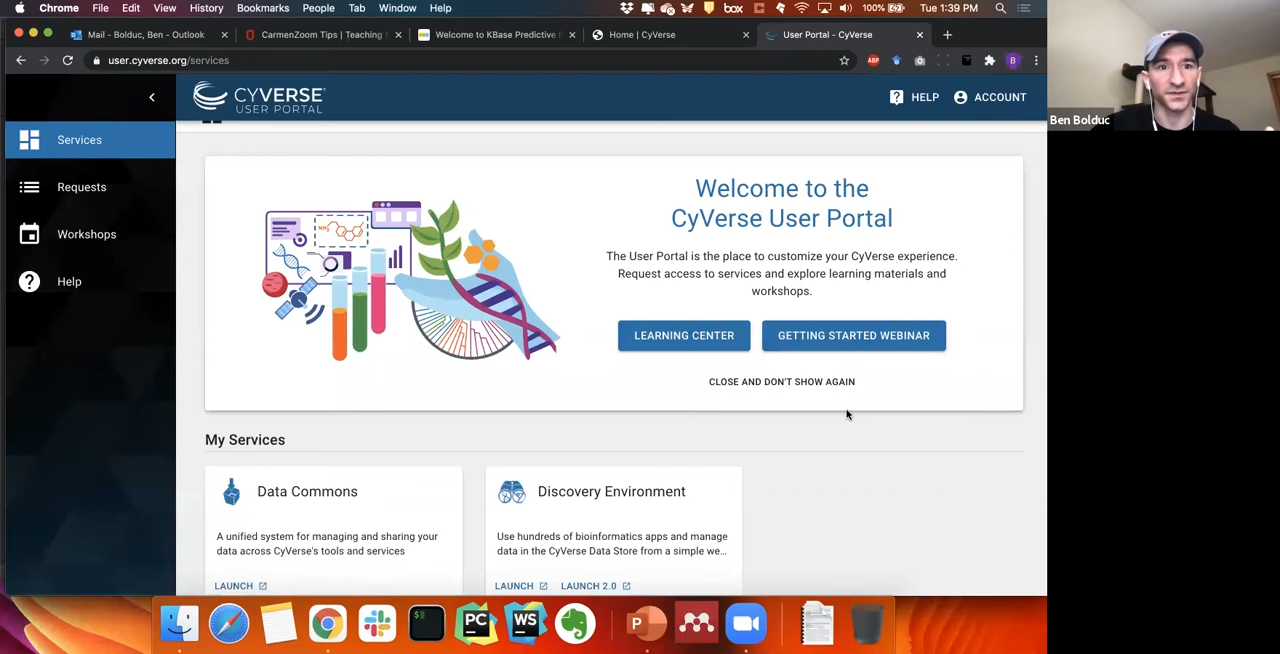 Chrome File Edit View History Bookmarks People Tab Window Help box 100% Tue 1:39 PM
Mail - Bolduc, Ben - Outlook
CarmenZoom Tips | Teaching
Welcome to KBase Predictive
Home | CyVerse
User Portal - CyVerse
user.cyverse.org/services
ABP
B
CYVERSE
USER PORTAL
HELP
ACCOUNT
Services
Requests
Workshops
Help
Welcome to the
CyVerse User Portal
The User Portal is the place to customize your CyVerse experience.
Request access to services and explore learning materials and
workshops.
LEARNING CENTER
GETTING STARTED WEBINAR
CLOSE AND DON'T SHOW AGAIN
My Services
Data Commons
A unified system for managing and sharing your
data across CyVerse's tools and services
LAUNCH
Discovery Environment
Use hundreds of bioinformatics apps and manage
data in the CyVerse Data Store from a simple we...
LAUNCH LAUNCH 2.0
PC
WS
P
Ben Bolduc